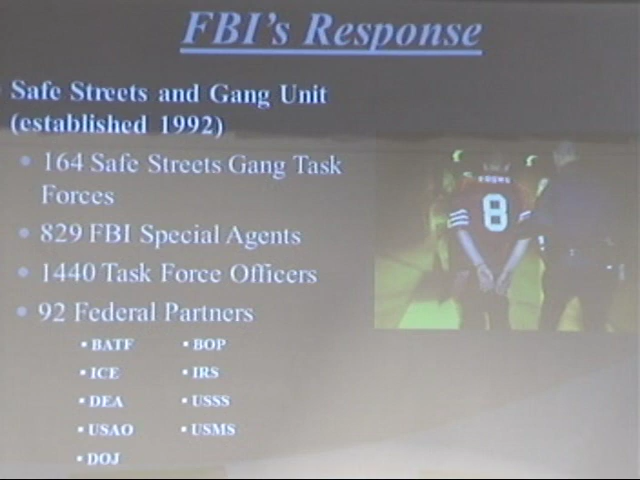 FBI's Response
Safe Streets and Gang Unit
(established 1992)
• 164 Safe Streets Gang Task
Forces
• 829 FBI Special Agents
• 1440 Task Force Officers
• 92 Federal Partners
▪ BATF ▪ BOP
▪ ICE ▪ IRS
▪ DEA ▪ USSS
▪ USAO ▪ USMS
▪ DOJ
YOUNG
8